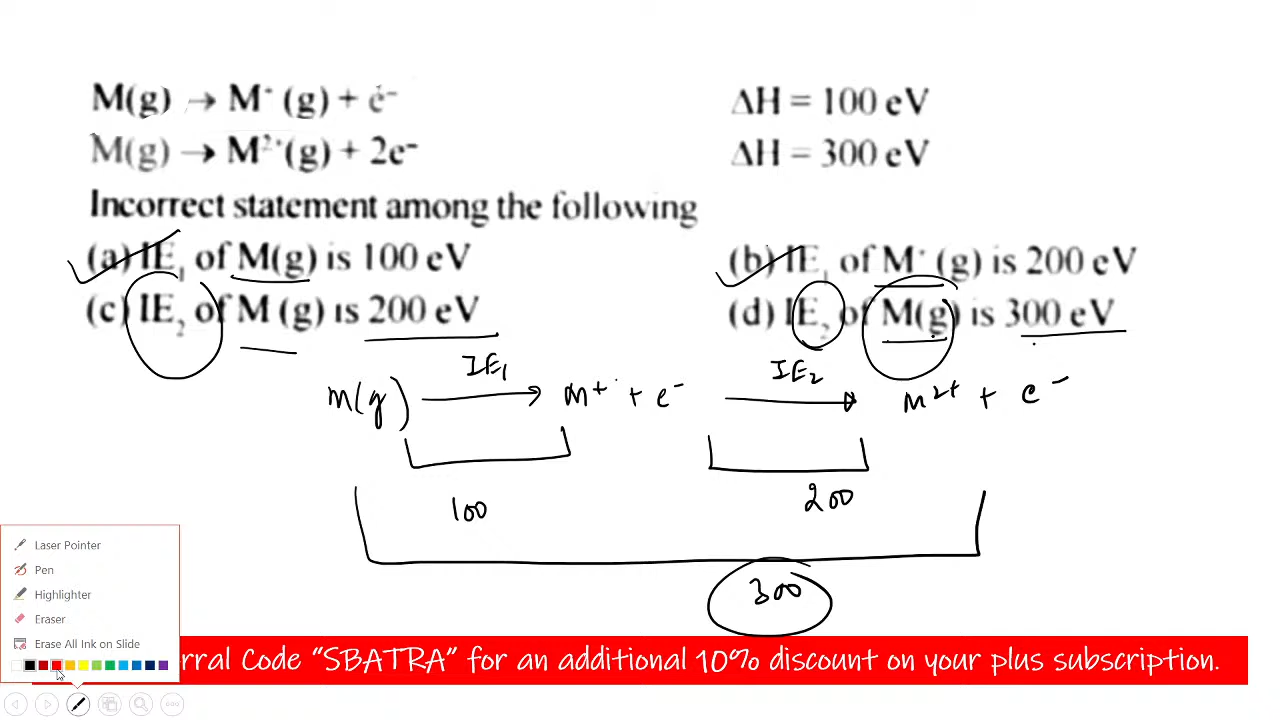 M(g) → M⁺ (g) + e⁻ ΔH = 100 eV
M(g) → M²⁺(g) + 2e⁻ ΔH = 300 eV
Incorrect statement among the following
(a) IE₁ of M(g) is 100 eV (b) IE₁ of M⁺ (g) is 200 eV
(c) IE₂ of M (g) is 200 eV (d) IE₂ of M(g) is 300 eV
IE₁ IE₂
m(g) → m⁺ + e⁻ → m²⁺ + e⁻
100 200
300
Laser Pointer
Pen
Highlighter
Eraser
Erase All Ink on Slide
Code "SBATRA" for an additional 10% discount on your plus subscription.